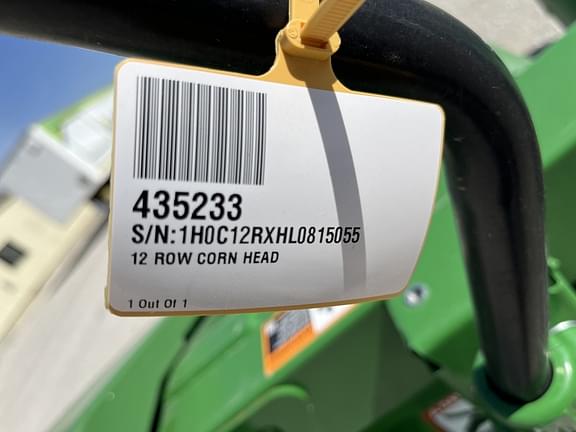 435233
S/N:1H0C12RXHL0815055
12 ROW CORN HEAD
1 Out Of 1